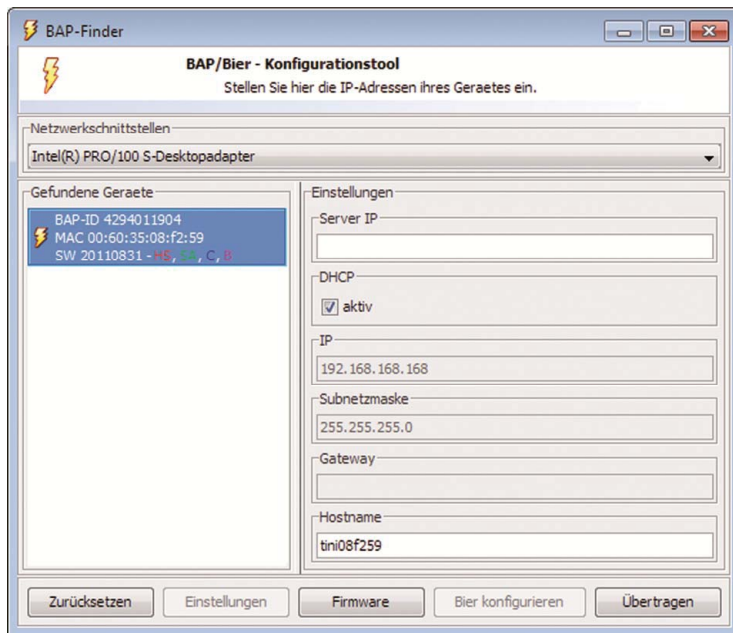 BAP-Finder
BAP/Bier - Konfigurationstool
Stellen Sie hier die IP-Adressen ihres Geraetes ein.
Netzwerkschnittstellen
Intel(R) PRO/100 S-Desktopadapter
Gefundene Geraete
BAP-ID 4294011904
MAC 00:60:35:08:f2:59
SW 20110831 - HS, SA, C, B
Einstellungen
Server IP
DHCP
aktiv
IP
192.168.168.168
Subnetzmaske
255.255.255.0
Gateway
Hostname
tini08f259
Zurücksetzen
Einstellungen
Firmware
Bier konfigurieren
Übertragen